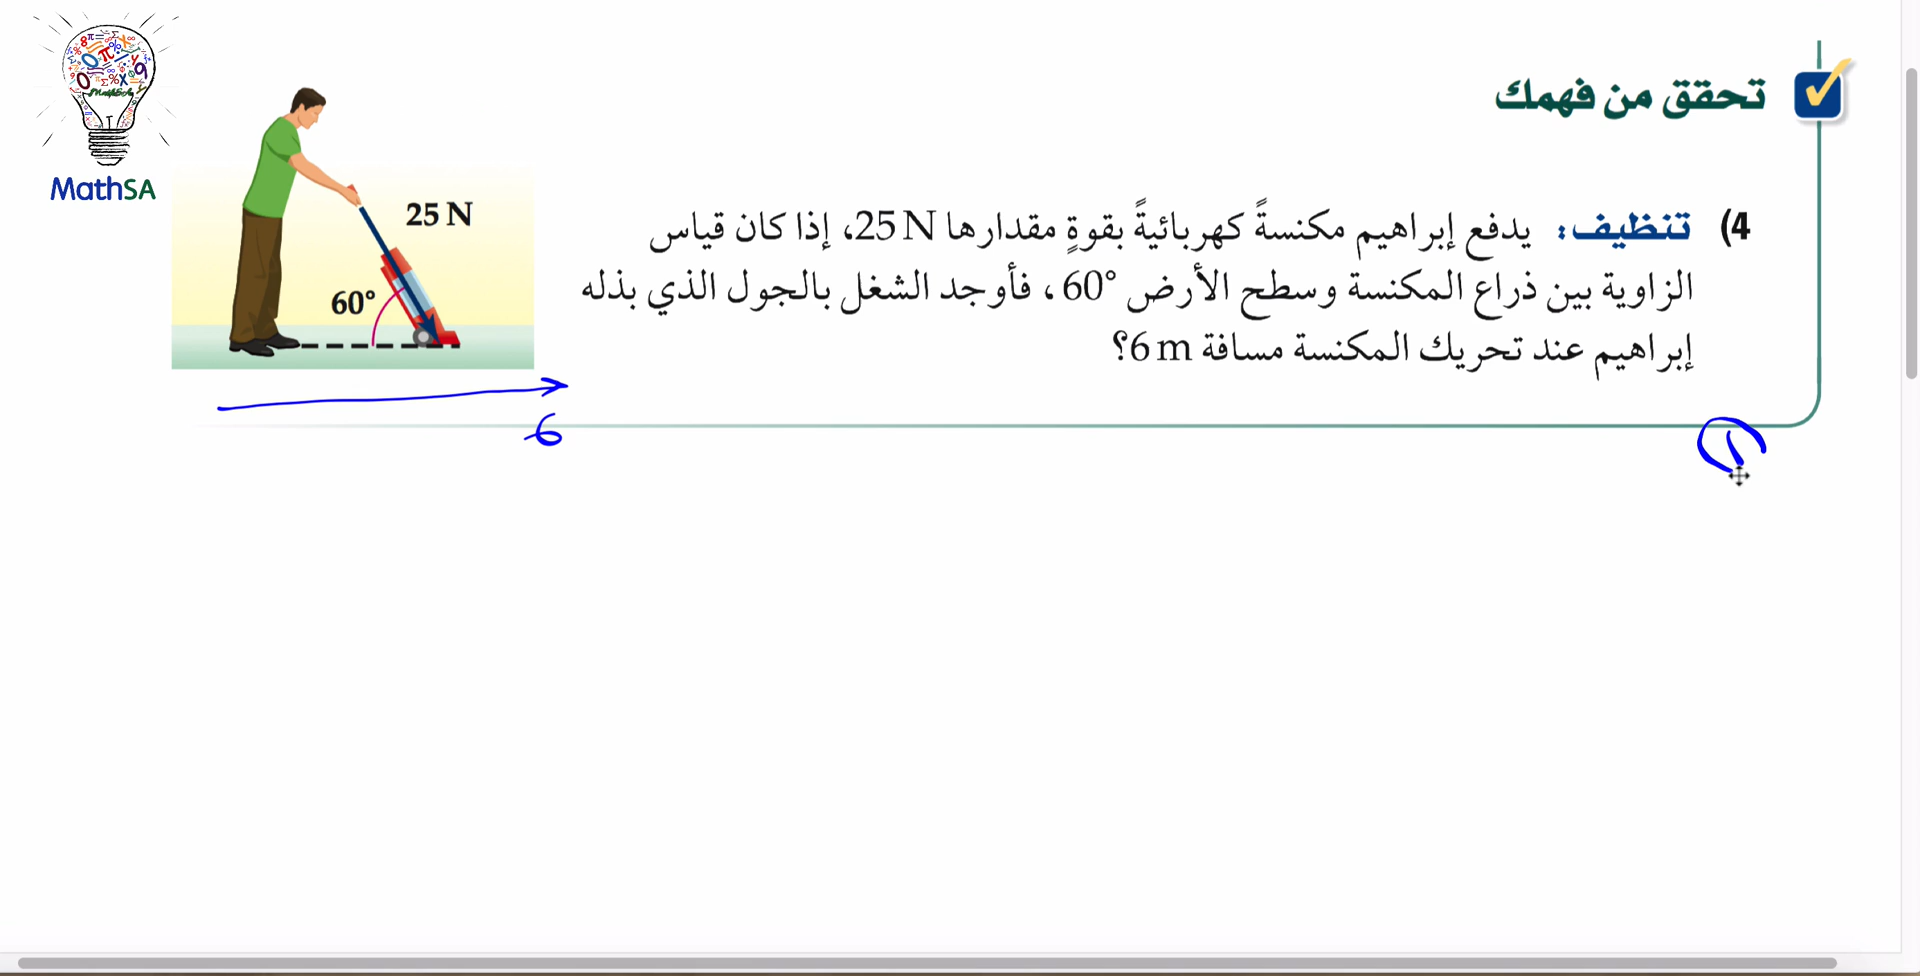 MathSA
تحقق من فهمك
4) تنظيف: يدفع إبراهيم مكنسةً كهربائيةً بقوةٍ مقدارها 25 N، إذا كان قياس
الزاوية بين ذراع المكنسة وسطح الأرض 60°، فأوجد الشغل بالجول الذي بذله
إبراهيم عند تحريك المكنسة مسافة 6 m؟
25 N
60°
6